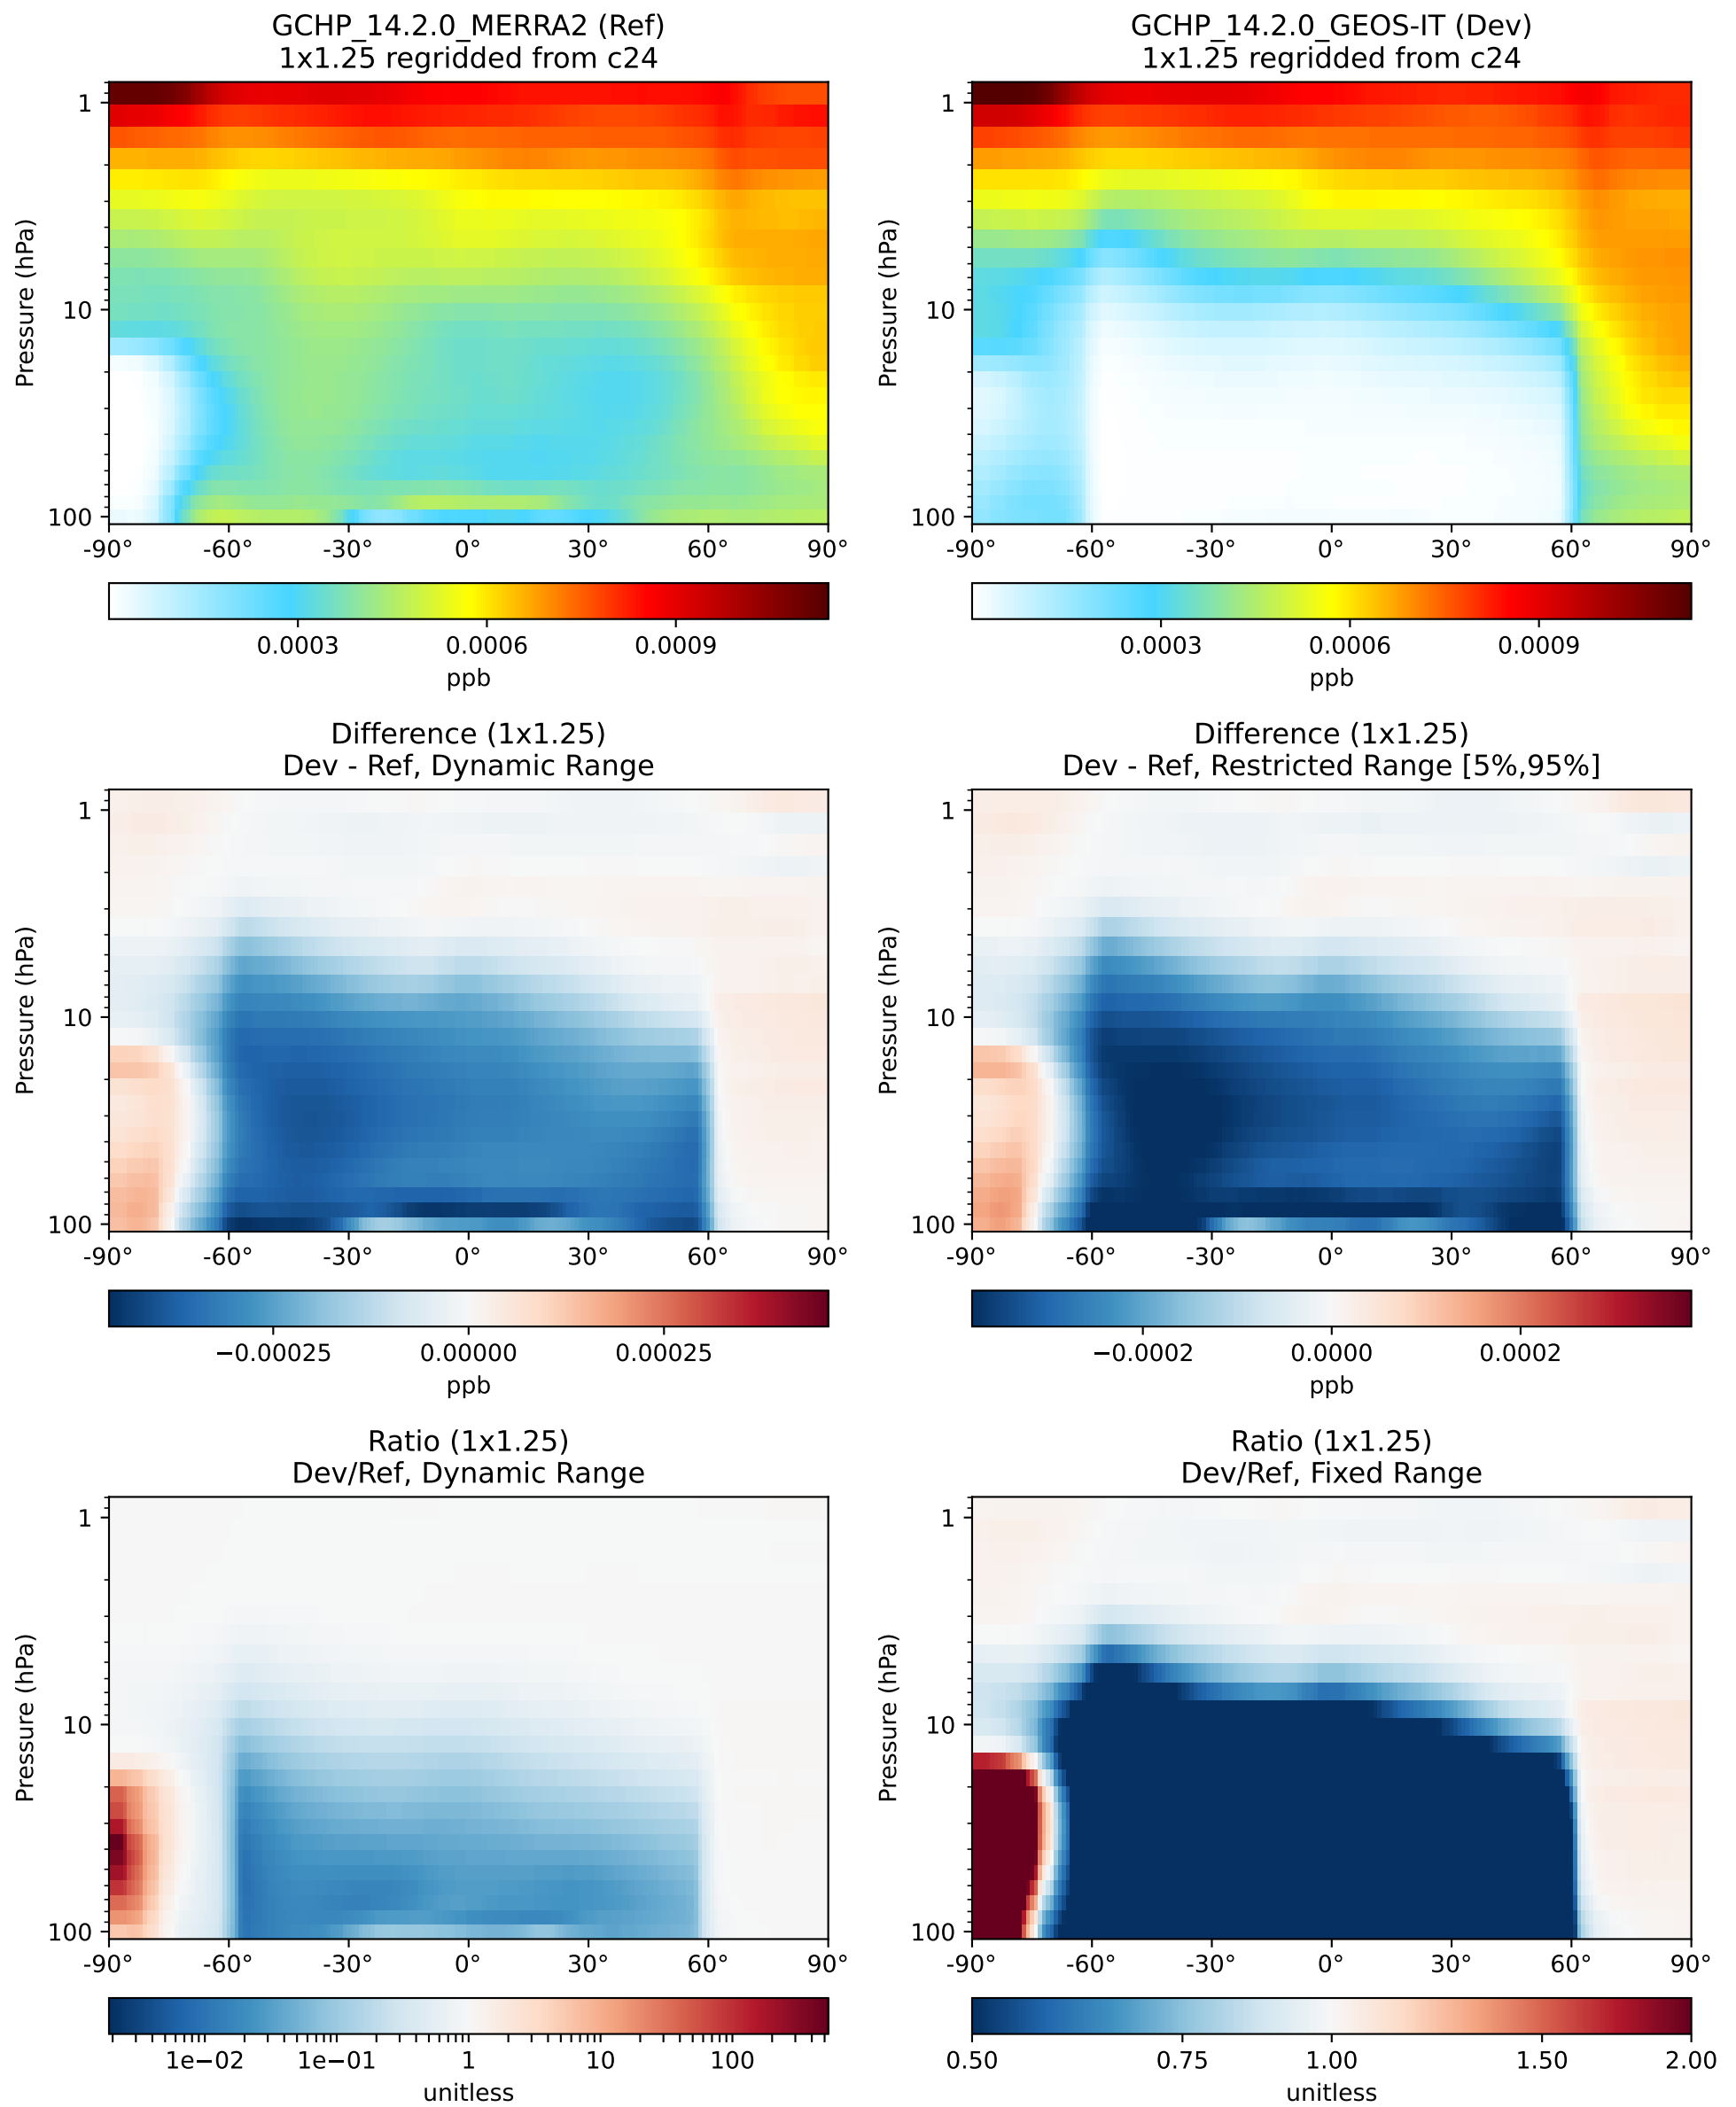 GCHP_14.2.0_MERRA2 (Ref)
1x1.25 regridded from c24
Pressure (hPa)
1
10
100
-90° -60° -30° 0° 30° 60° 90°
0.0003 0.0006 0.0009
ppb
GCHP_14.2.0_GEOS-IT (Dev)
1x1.25 regridded from c24
Pressure (hPa)
1
10
100
-90° -60° -30° 0° 30° 60° 90°
0.0003 0.0006 0.0009
ppb
Difference (1x1.25)
Dev - Ref, Dynamic Range
Pressure (hPa)
1
10
100
-90° -60° -30° 0° 30° 60° 90°
−0.00025 0.00000 0.00025
ppb
Difference (1x1.25)
Dev - Ref, Restricted Range [5%,95%]
Pressure (hPa)
1
10
100
-90° -60° -30° 0° 30° 60° 90°
−0.0002 0.0000 0.0002
ppb
Ratio (1x1.25)
Dev/Ref, Dynamic Range
Pressure (hPa)
1
10
100
-90° -60° -30° 0° 30° 60° 90°
1e−02 1e−01 1 10 100
unitless
Ratio (1x1.25)
Dev/Ref, Fixed Range
Pressure (hPa)
1
10
100
-90° -60° -30° 0° 30° 60° 90°
0.50 0.75 1.00 1.50 2.00
unitless